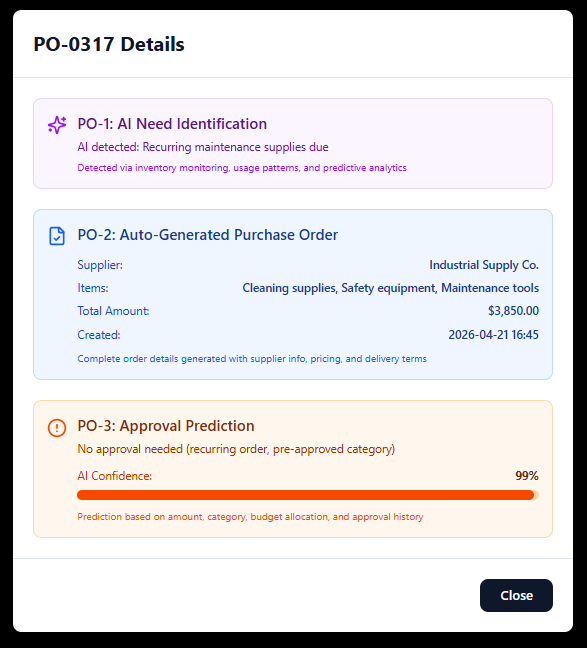 PO-0317 Details
PO-1: AI Need Identification
AI detected: Recurring maintenance supplies due
Detected via inventory monitoring, usage patterns, and predictive analytics
PO-2: Auto-Generated Purchase Order
Supplier: Industrial Supply Co.
Items: Cleaning supplies, Safety equipment, Maintenance tools
Total Amount: $3,850.00
Created: 2026-04-21 16:45
Complete order details generated with supplier info, pricing, and delivery terms
PO-3: Approval Prediction
No approval needed (recurring order, pre-approved category)
AI Confidence: 99%
Prediction based on amount, category, budget allocation, and approval history
Close